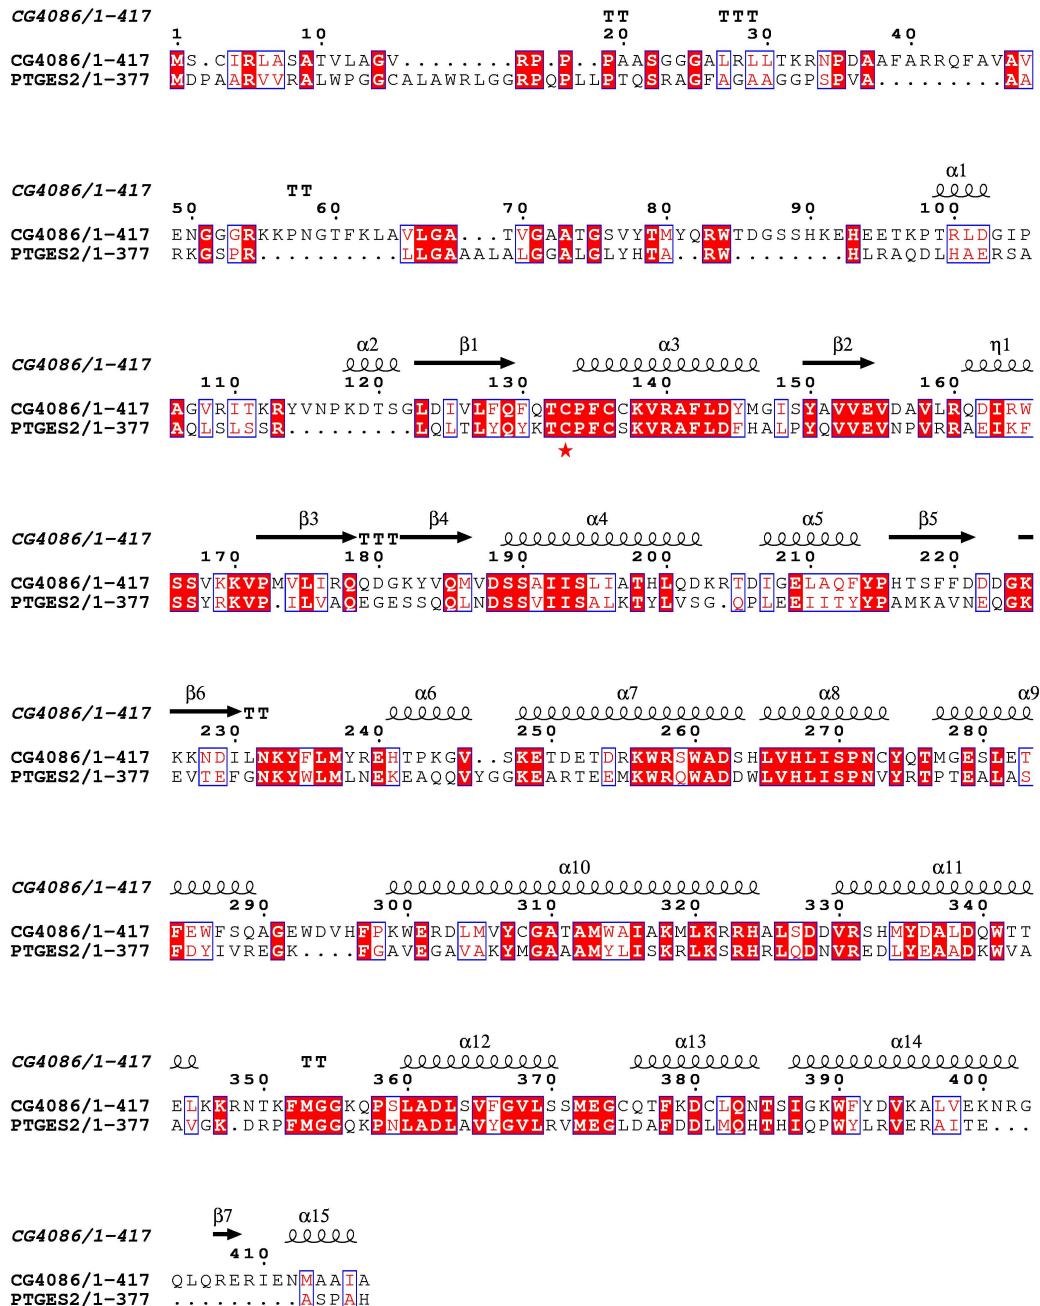 CG4086/1-417 TT TTT
1 10 20 30 40
CG4086/1-417 MS.CIRLASATVLAGV........RP.P..PAASGGGALRLLTKRNPDAAFARRQFAVAV
PTGES2/1-377 MDPAARVVRALWPGGCALAWRLGGRPQPLLPTQSRAGFAGAAGGPSPVA.........AA
α1
CG4086/1-417 TT
50 60 70 80 90 100
CG4086/1-417 ENGGGRKKPNGTFKLAVLGA...TVGAATGSVYTMYQRWTDGSSHKEHEETKPTRLDGIP
PTGES2/1-377 RKGSPR..........LLGAAALALGGALGLYHTA..RW........HLRAQDLHAERSA
α2 β1 α3 β2 η1
CG4086/1-417
110 120 130 140 150 160
CG4086/1-417 AGVRITKRYVNPKDTSGLDIVLFQFQTCPFCCKVRAFLDYMGISYAVVEVDAVLRQDIRW
PTGES2/1-377 AQLSLSSR.........LQLTLYQYKTCPFCSKVRAFLDFHALPYQVVEVNPVRRAEIKF
β3 β4 α4 α5 β5
CG4086/1-417 TTT
170 180 190 200 210 220
CG4086/1-417 SSVKKVPMVLIRQQDGKYVQMVDSSAIISLIATHLQDKRTDIGELAQFYPHTSFFDDDGK
PTGES2/1-377 SSYRKVP.ILVAQEGESSQQLNDSSVIISALKTYLVSG.QPLEEIITYYPAMKAVNEQGK
β6 α6 α7 α8 α9
CG4086/1-417 TT
230 240 250 260 270 280
CG4086/1-417 KKNDILNKYFLMYREHTPKGV..SKETDETDRKWRSWADSHLVHLISPNCYQTMGESLET
PTGES2/1-377 EVTEFGNKYWLMLNEKEAQQVYGGKEARTEEMKWRQWADDWLVHLISPNVYRTPTEALAS
α10 α11
CG4086/1-417
290 300 310 320 330 340
CG4086/1-417 FEWFSQAGEWDVHFPKWERDLMVYCGATAMWAIAKMLKRRHALSDDVRSHMYDALDQWTT
PTGES2/1-377 FDYIVREGK....FGAVEGAVAKYMGAAAMYLISKRLKSRHRLQDNVREDLYEAADKWVA
α12 α13 α14
CG4086/1-417 TT
350 360 370 380 390 400
CG4086/1-417 ELKKRNTKFMGGKQPSLADLSVFGVLSSMEGCQTFKDCLQNTSIGKWFYDVKALVEKNRG
PTGES2/1-377 AVGK.DRPFMGGQKPNLADLAVYGVLRVMEGLDAFDDLMQHTHIQPWYLRVERAITE...
β7 α15
CG4086/1-417
410
CG4086/1-417 QLQRERIENMAAIA
PTGES2/1-377 .........ASPAH